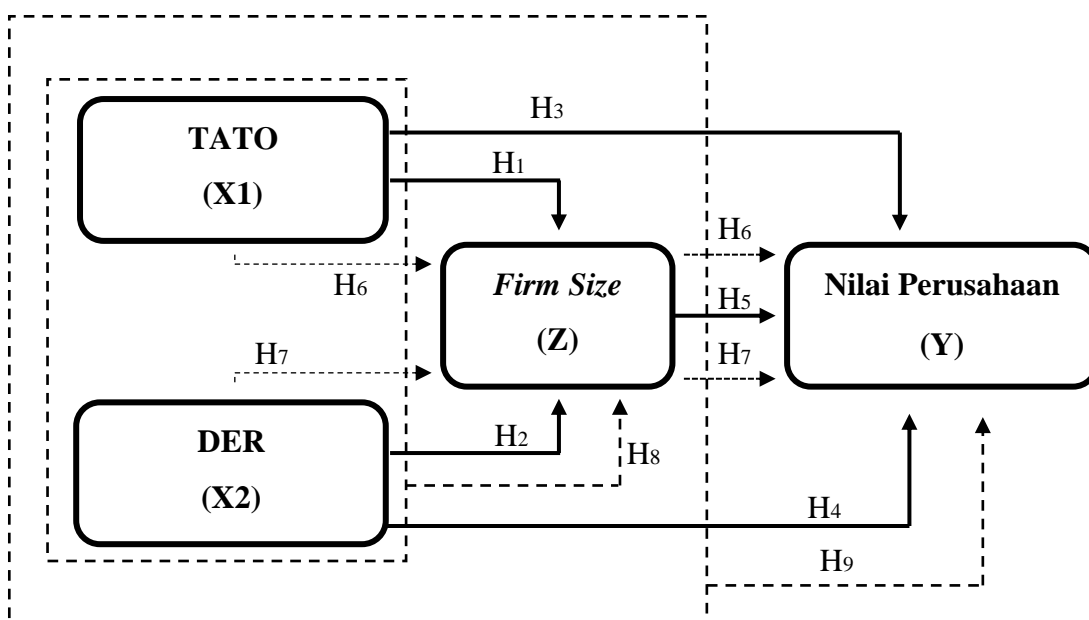 H3
TATO
(X1)
H1
H6
H6
Firm Size
(Z)
Nilai Perusahaan
(Y)
H5
H7
H7
DER
(X2)
H2
H8
H4
H9